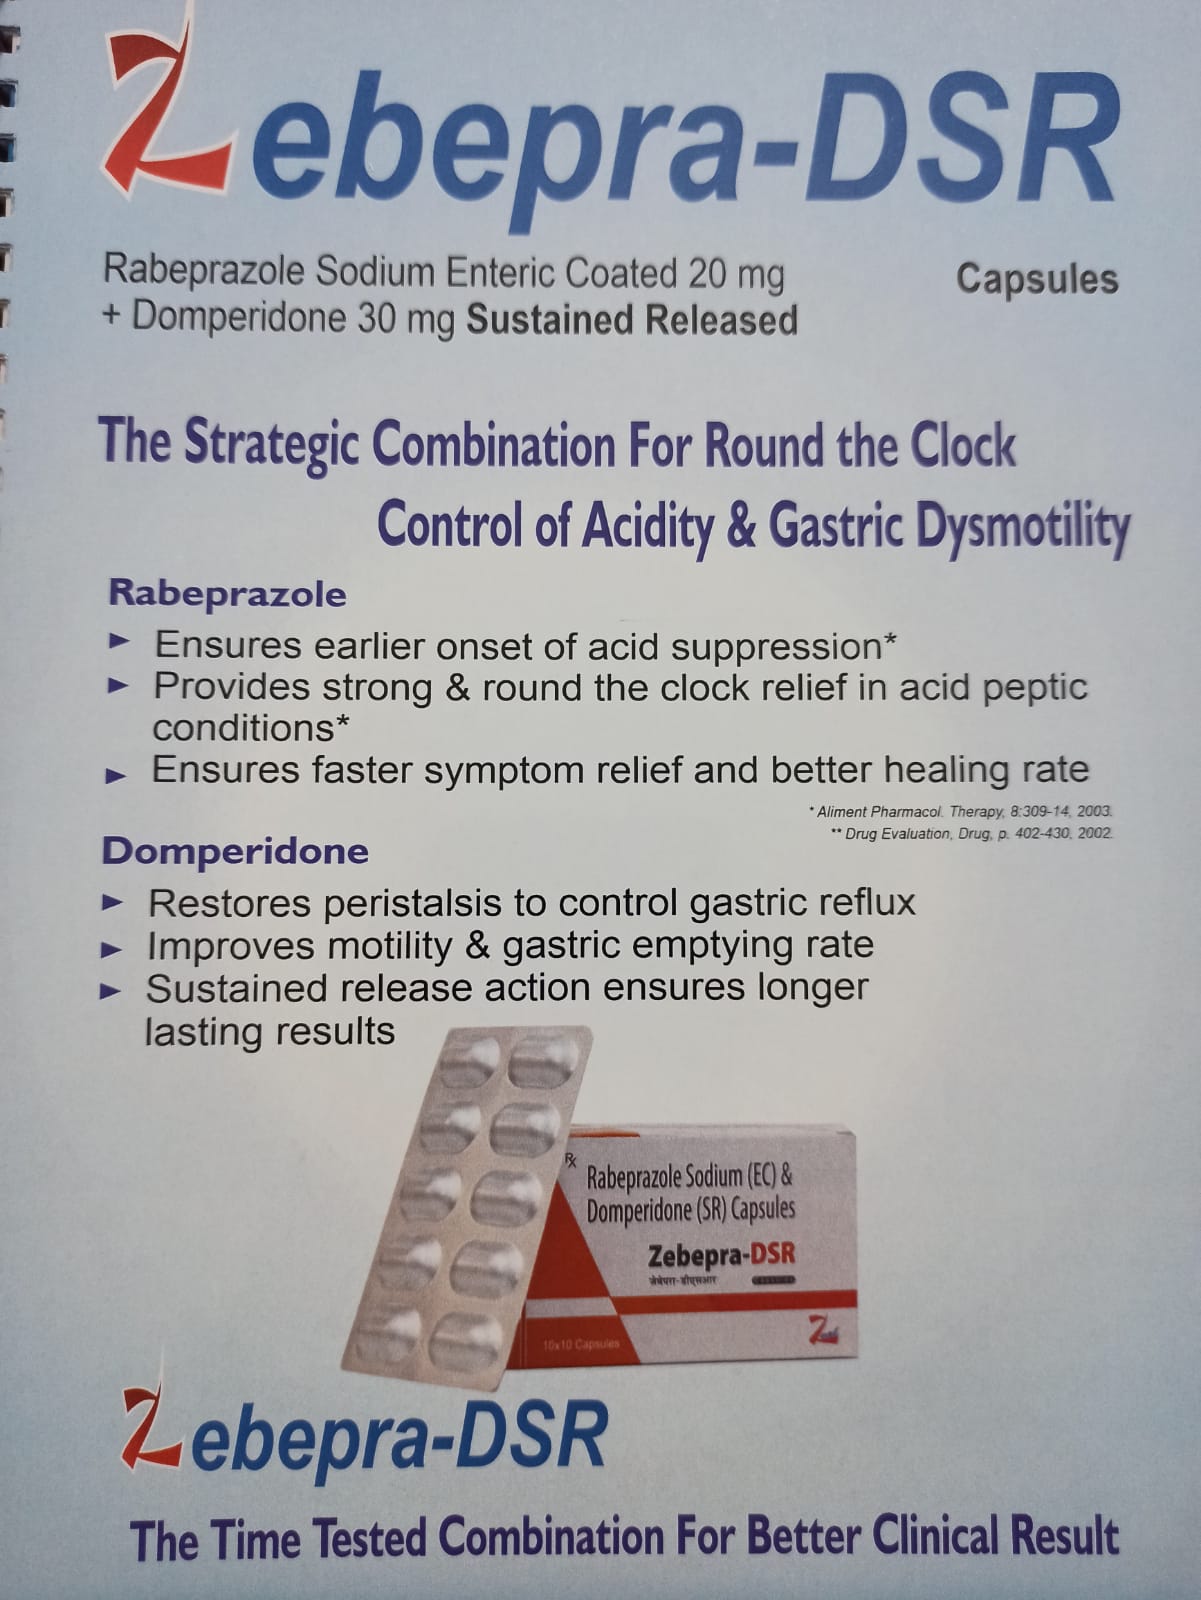 Zebepra-DSR
Rabeprazole Sodium Enteric Coated 20 mg
+ Domperidone 30 mg Sustained Released
Capsules
The Strategic Combination For Round the Clock
Control of Acidity & Gastric Dysmotility
Rabeprazole
► Ensures earlier onset of acid suppression*
► Provides strong & round the clock relief in acid peptic
conditions*
► Ensures faster symptom relief and better healing rate
* Aliment Pharmacol. Therapy, 8:309-14, 2003.
** Drug Evaluation, Drug, p. 402-430, 2002.
Domperidone
► Restores peristalsis to control gastric reflux
► Improves motility & gastric emptying rate
► Sustained release action ensures longer
lasting results
℞
Rabeprazole Sodium (EC) &
Domperidone (SR) Capsules
Zebepra-DSR
जेबेपरा-डीएसआर
10x10 Capsules
Zebepra-DSR
The Time Tested Combination For Better Clinical Result